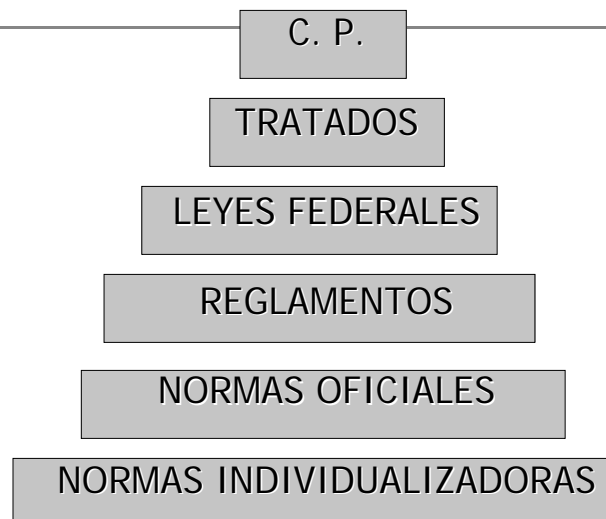 C. P.
TRATADOS
LEYES FEDERALES
REGLAMENTOS
NORMAS OFICIALES
NORMAS INDIVIDUALIZADORAS